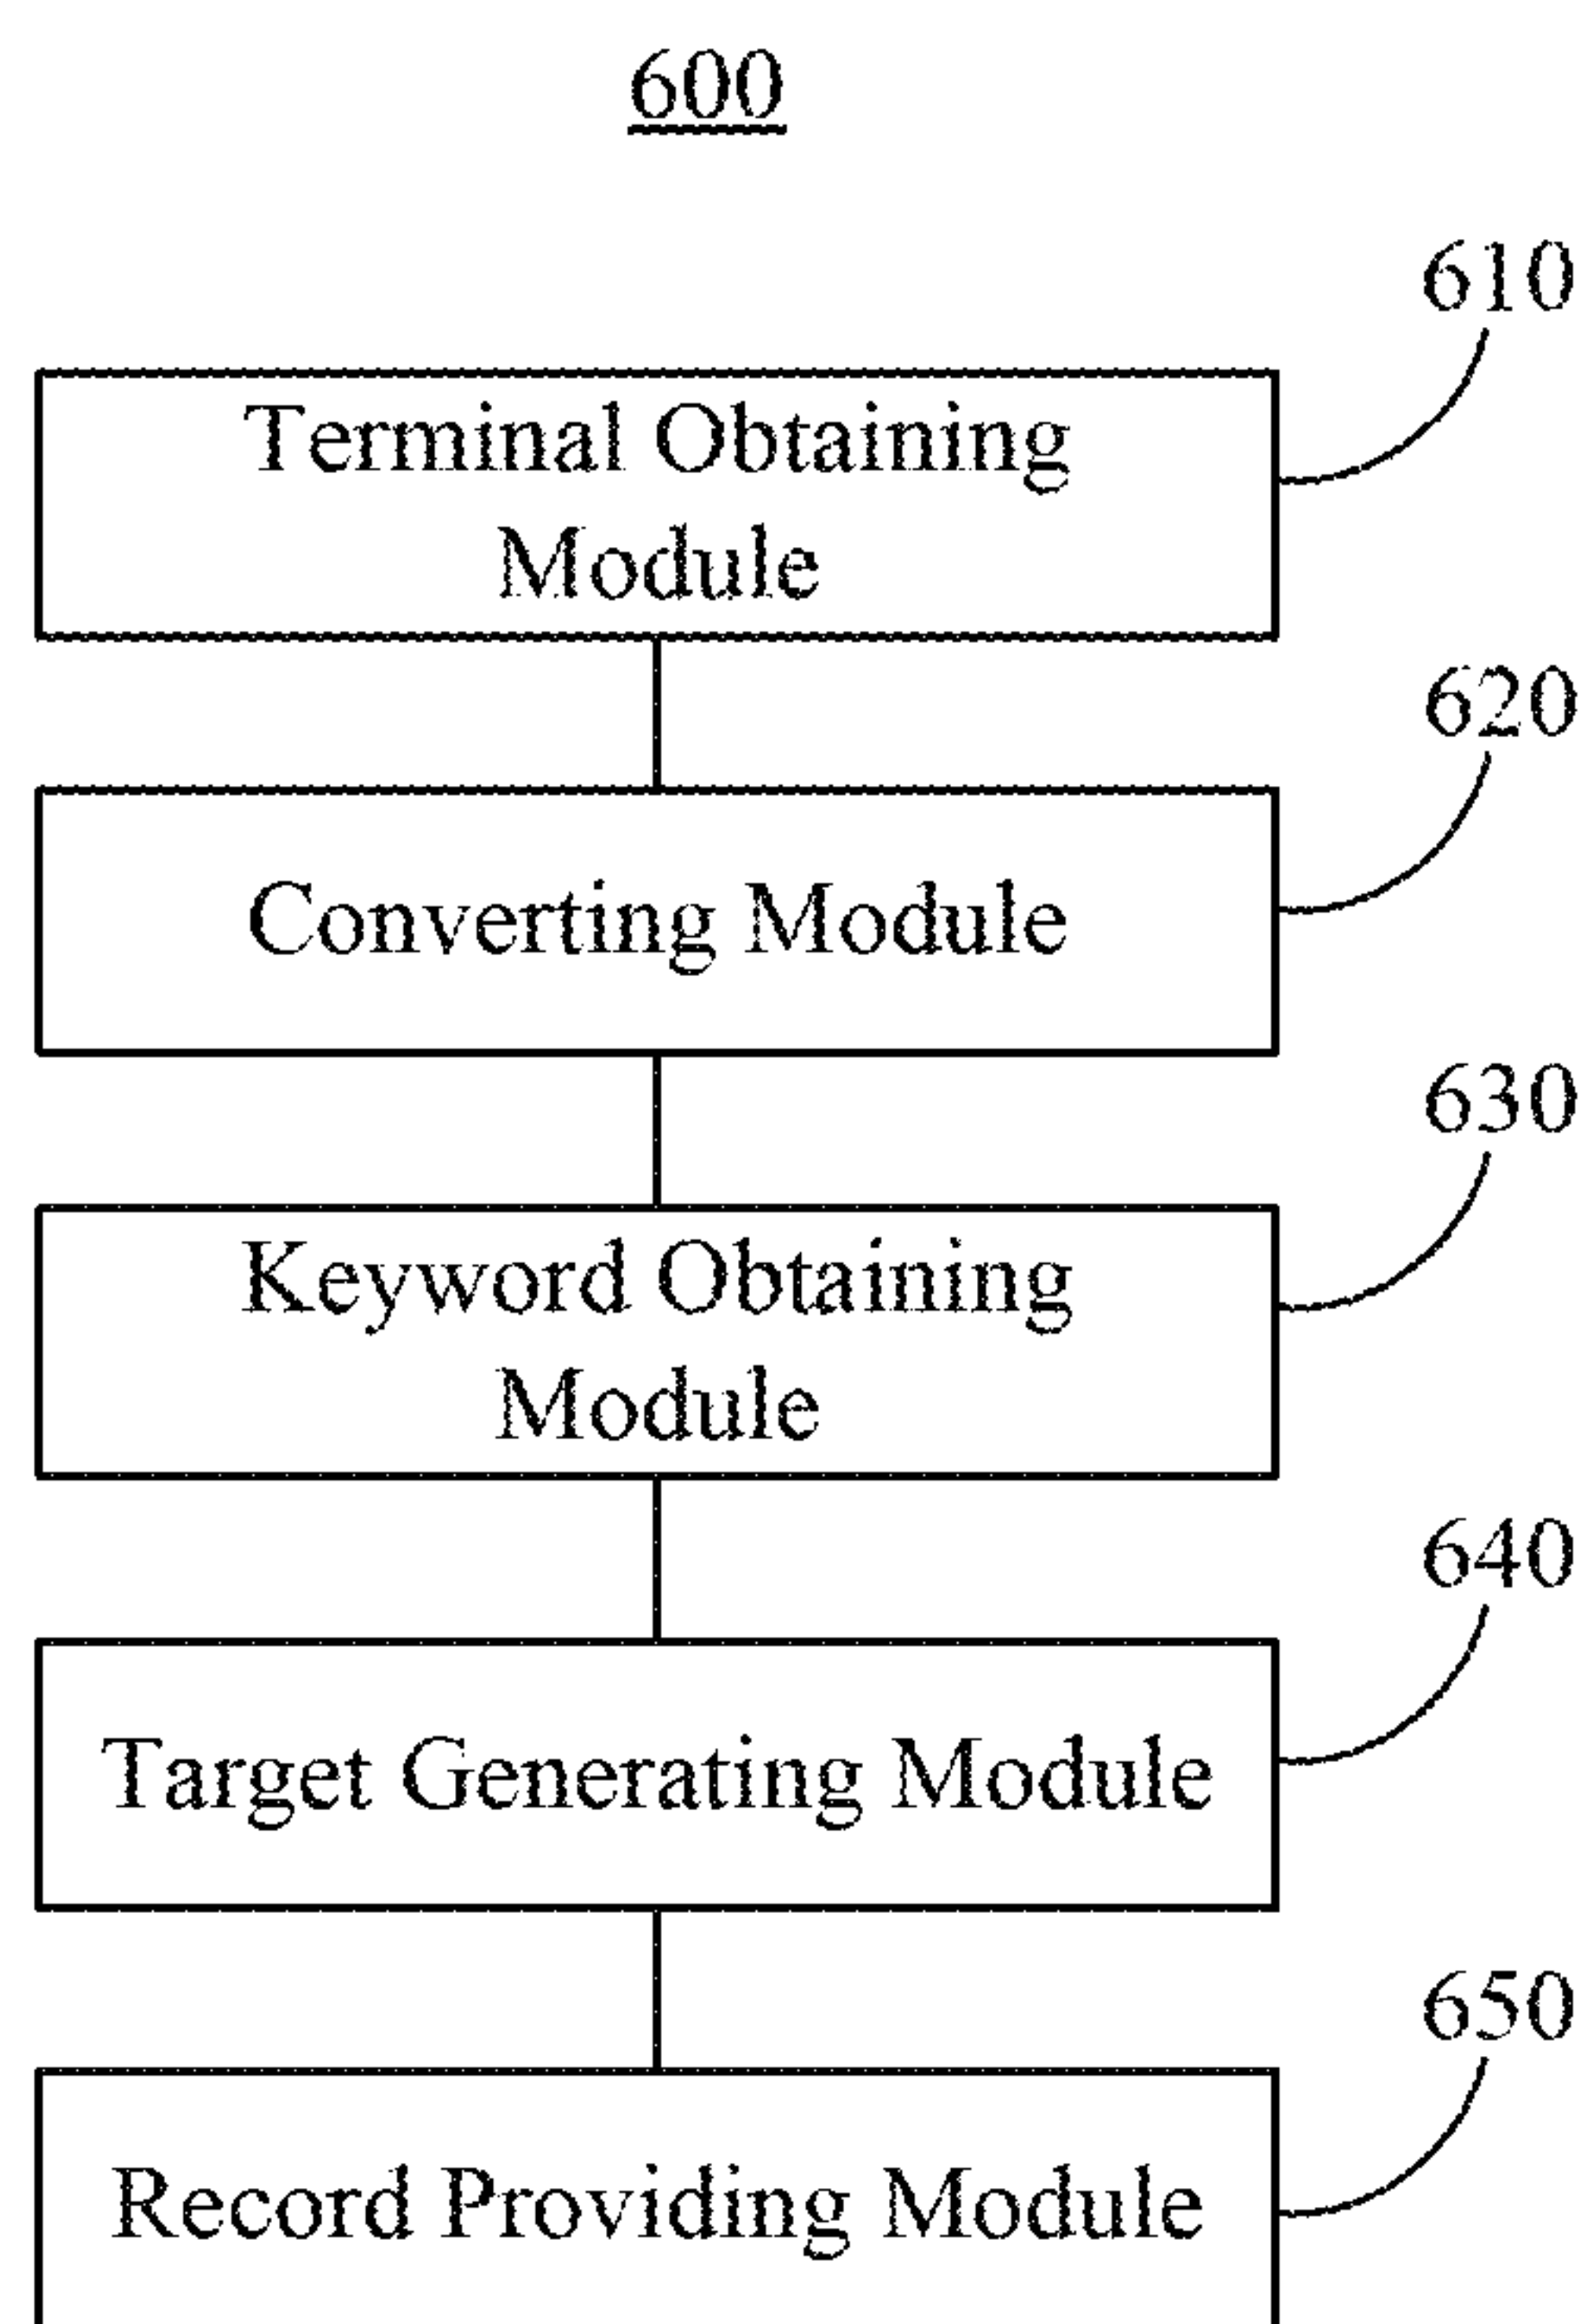 600
610
Terminal Obtaining
Module
620
Converting Module
630
Keyword Obtaining
Module
640
Target Generating Module
650
Record Providing Module